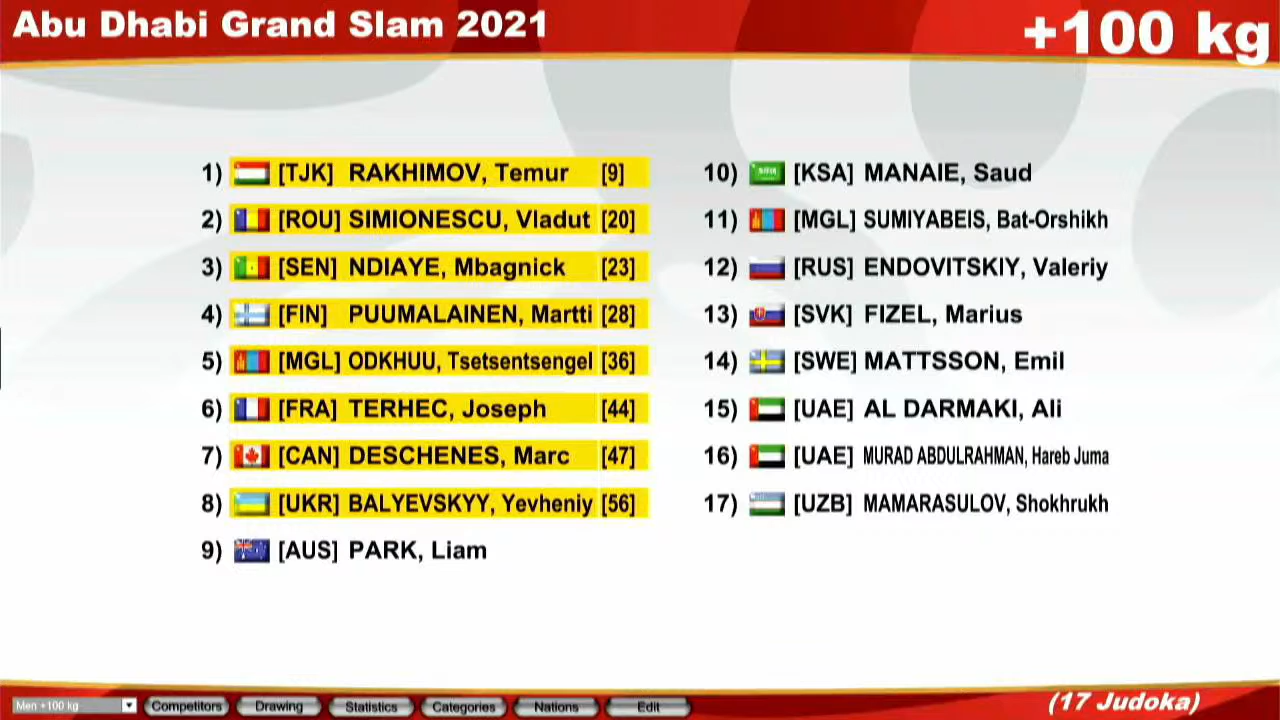 Abu Dhabi Grand Slam 2021
+100 kg
1) [TJK] RAKHIMOV, Temur [9]
2) [ROU] SIMIONESCU, Vladut [20]
3) [SEN] NDIAYE, Mbagnick [23]
4) [FIN] PUUMALAINEN, Martti [28]
5) [MGL] ODKHUU, Tsetsentsengel [36]
6) [FRA] TERHEC, Joseph [44]
7) [CAN] DESCHENES, Marc [47]
8) [UKR] BALYEVSKYY, Yevheniy [56]
9) [AUS] PARK, Liam
10) [KSA] MANAIE, Saud
11) [MGL] SUMIYABEIS, Bat-Orshikh
12) [RUS] ENDOVITSKIY, Valeriy
13) [SVK] FIZEL, Marius
14) [SWE] MATTSSON, Emil
15) [UAE] AL DARMAKI, Ali
16) [UAE] MURAD ABDULRAHMAN, Hareb Juma
17) [UZB] MAMARASULOV, Shokhrukh
Men +100 kg
Competitors
Drawing
Statistics
Categories
Nations
Edit
(17 Judoka)